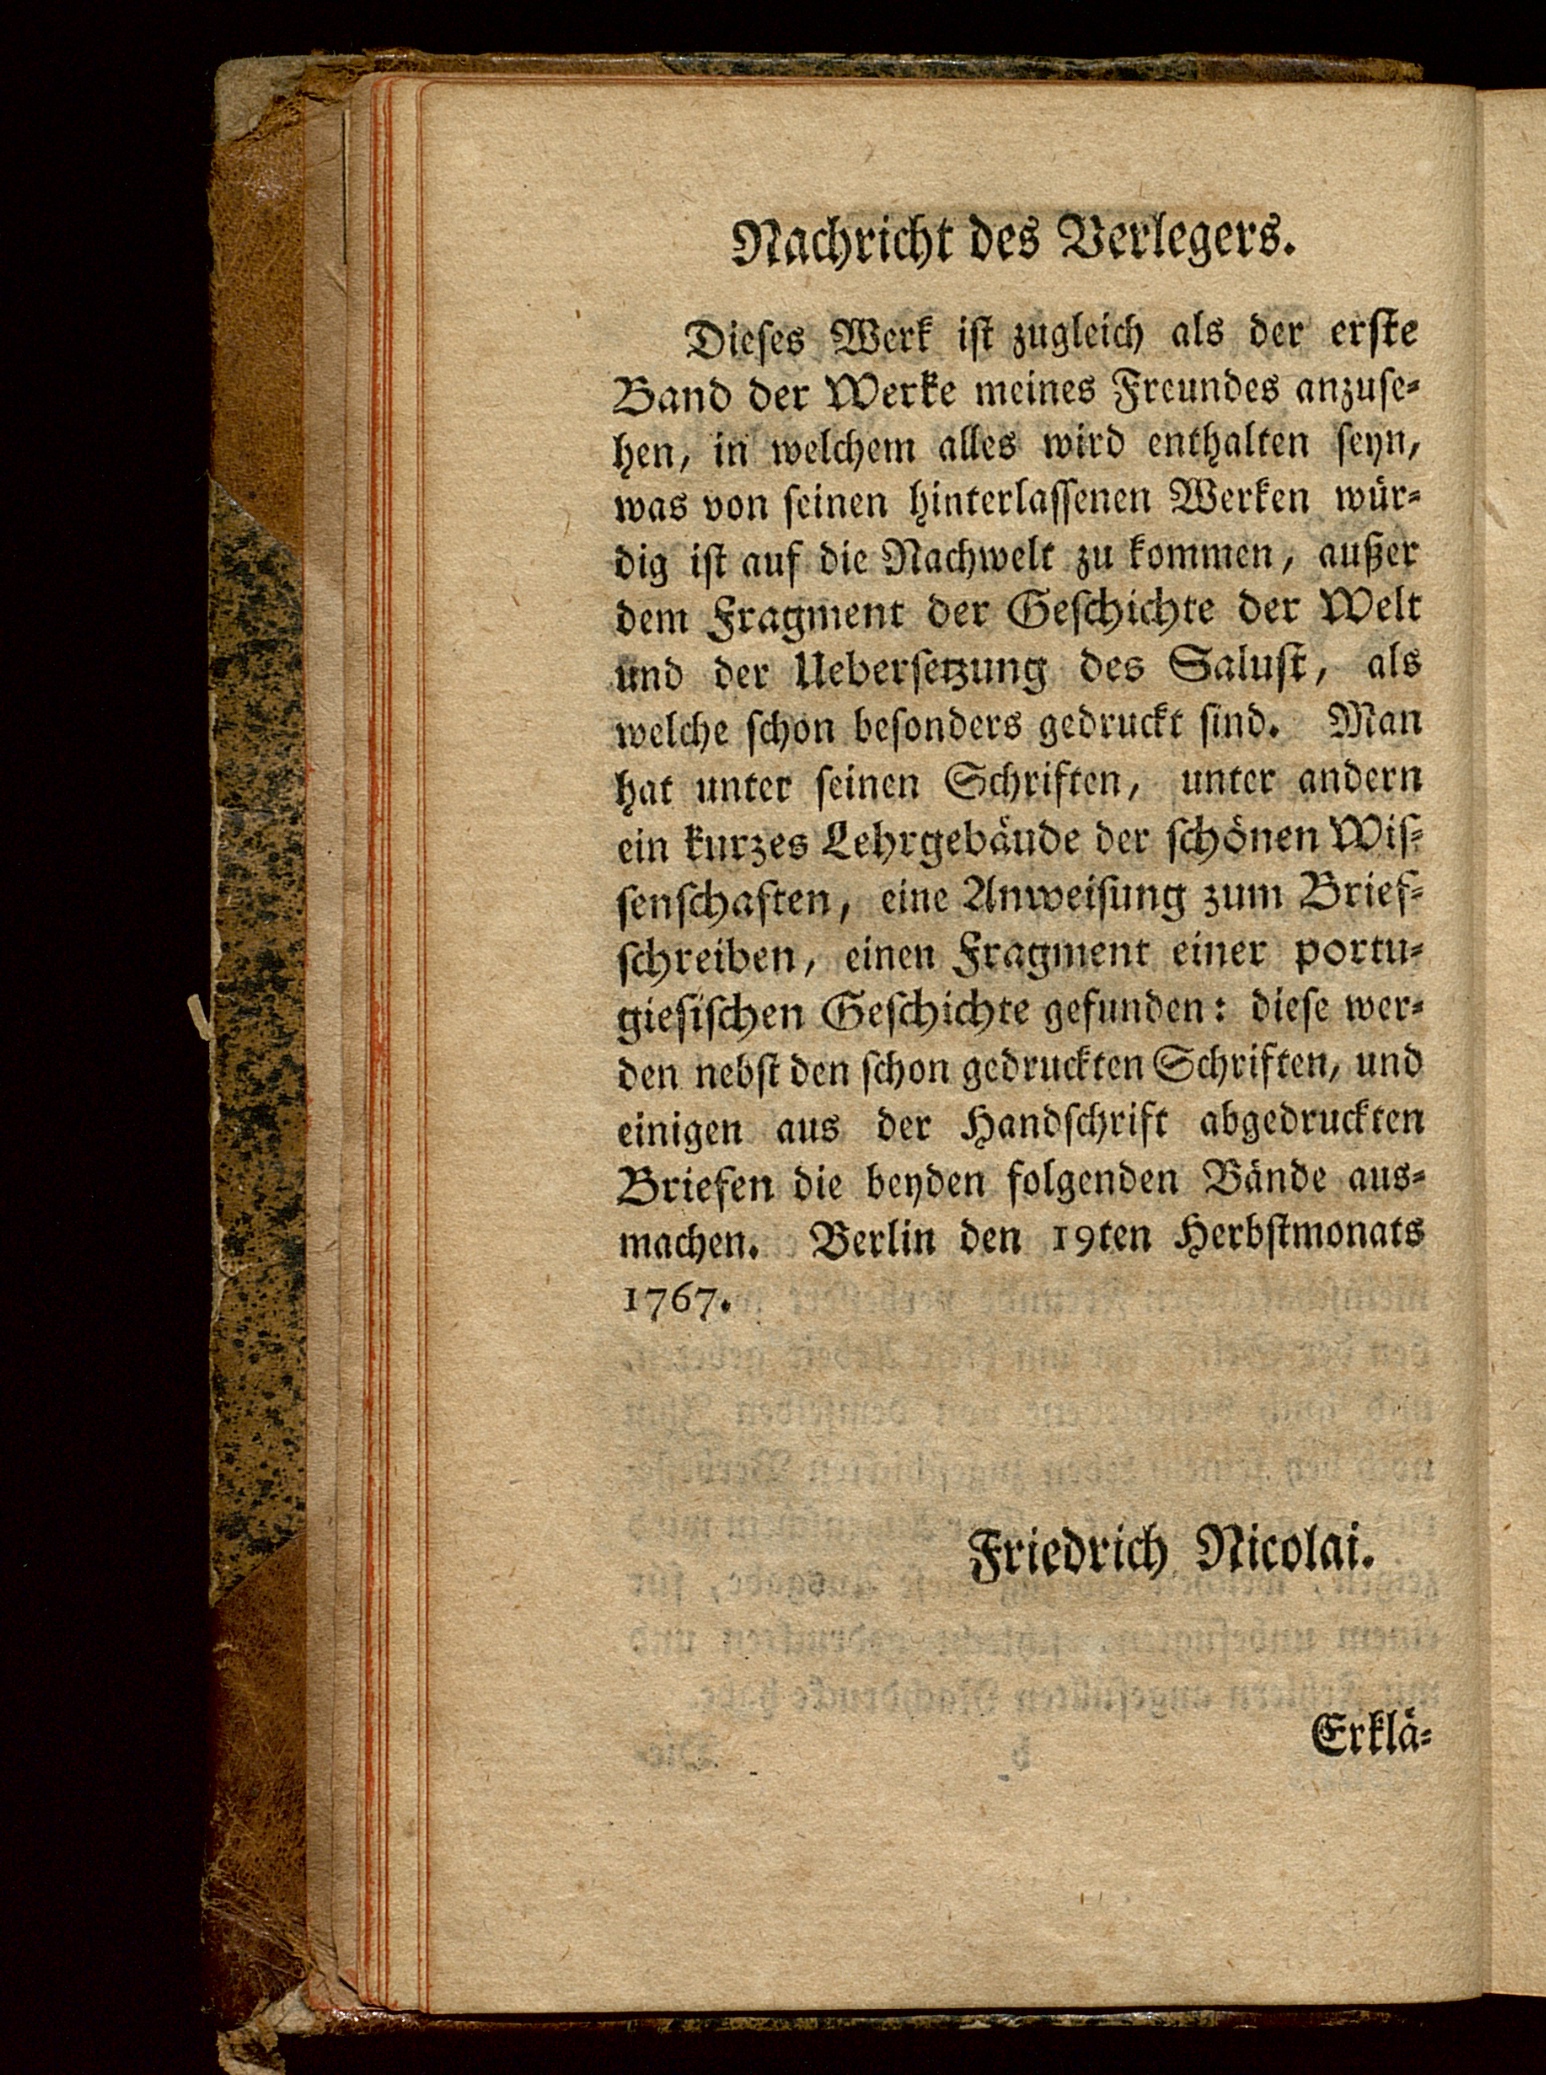 Nachricht des Verlegers.
Dieſes Werk iſt zugleich als der erſte
Band der Werke meines Freundes anzuſe-
hen, in welchem alles wird enthalten ſeyn,
was von ſeinen hinterlaſſenen Werken wür-
dig iſt auf die Nachwelt zu kommen, außer
dem Fragment der Geſchichte der Welt
und der Ueberſetzung des Saluſt, als
welche ſchon beſonders gedruckt ſind. Man
hat unter ſeinen Schriften, unter andern
ein kurzes Lehrgebäude der ſchönen Wiſ-
ſenſchaften, eine Anweiſung zum Brief-
ſchreiben, einen Fragment einer portu-
gieſiſchen Geſchichte gefunden: dieſe wer-
den nebſt den ſchon gedruckten Schriften, und
einigen aus der Handſchrift abgedruckten
Briefen die beyden folgenden Bände aus-
machen. Berlin den 19ten Herbſtmonats
1767.
Friedrich Nicolai.
Erklä-